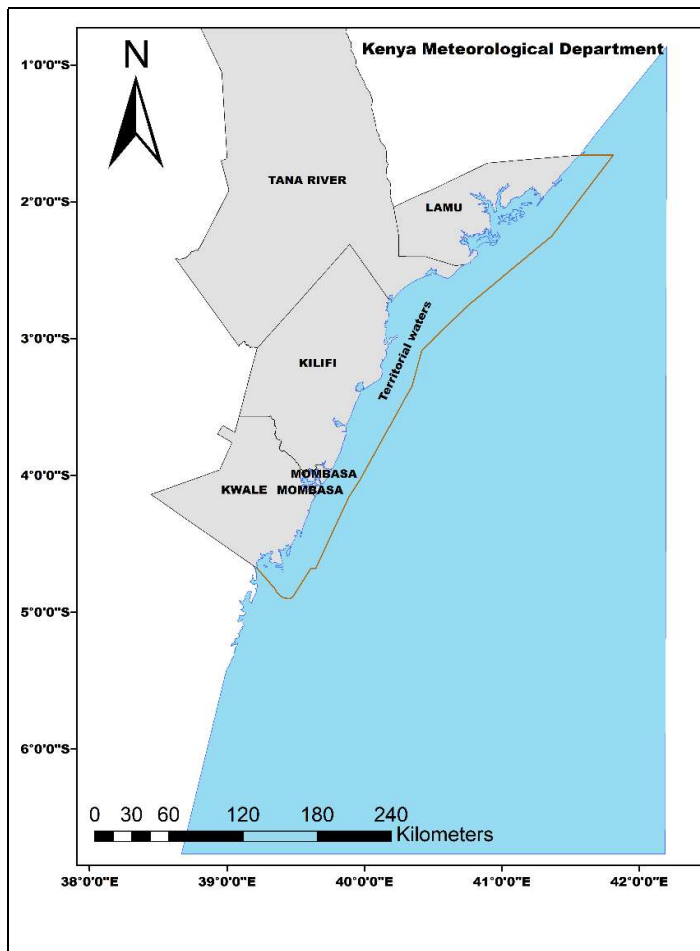 Kenya Meteorological Department
N
1°0'0"S
2°0'0"S
3°0'0"S
4°0'0"S
5°0'0"S
6°0'0"S
TANA RIVER
LAMU
KILIFI
Territorial waters
MOMBASA
KWALE MOMBASA
0 30 60 120 180 240
Kilometers
38°0'0"E 39°0'0"E 40°0'0"E 41°0'0"E 42°0'0"E